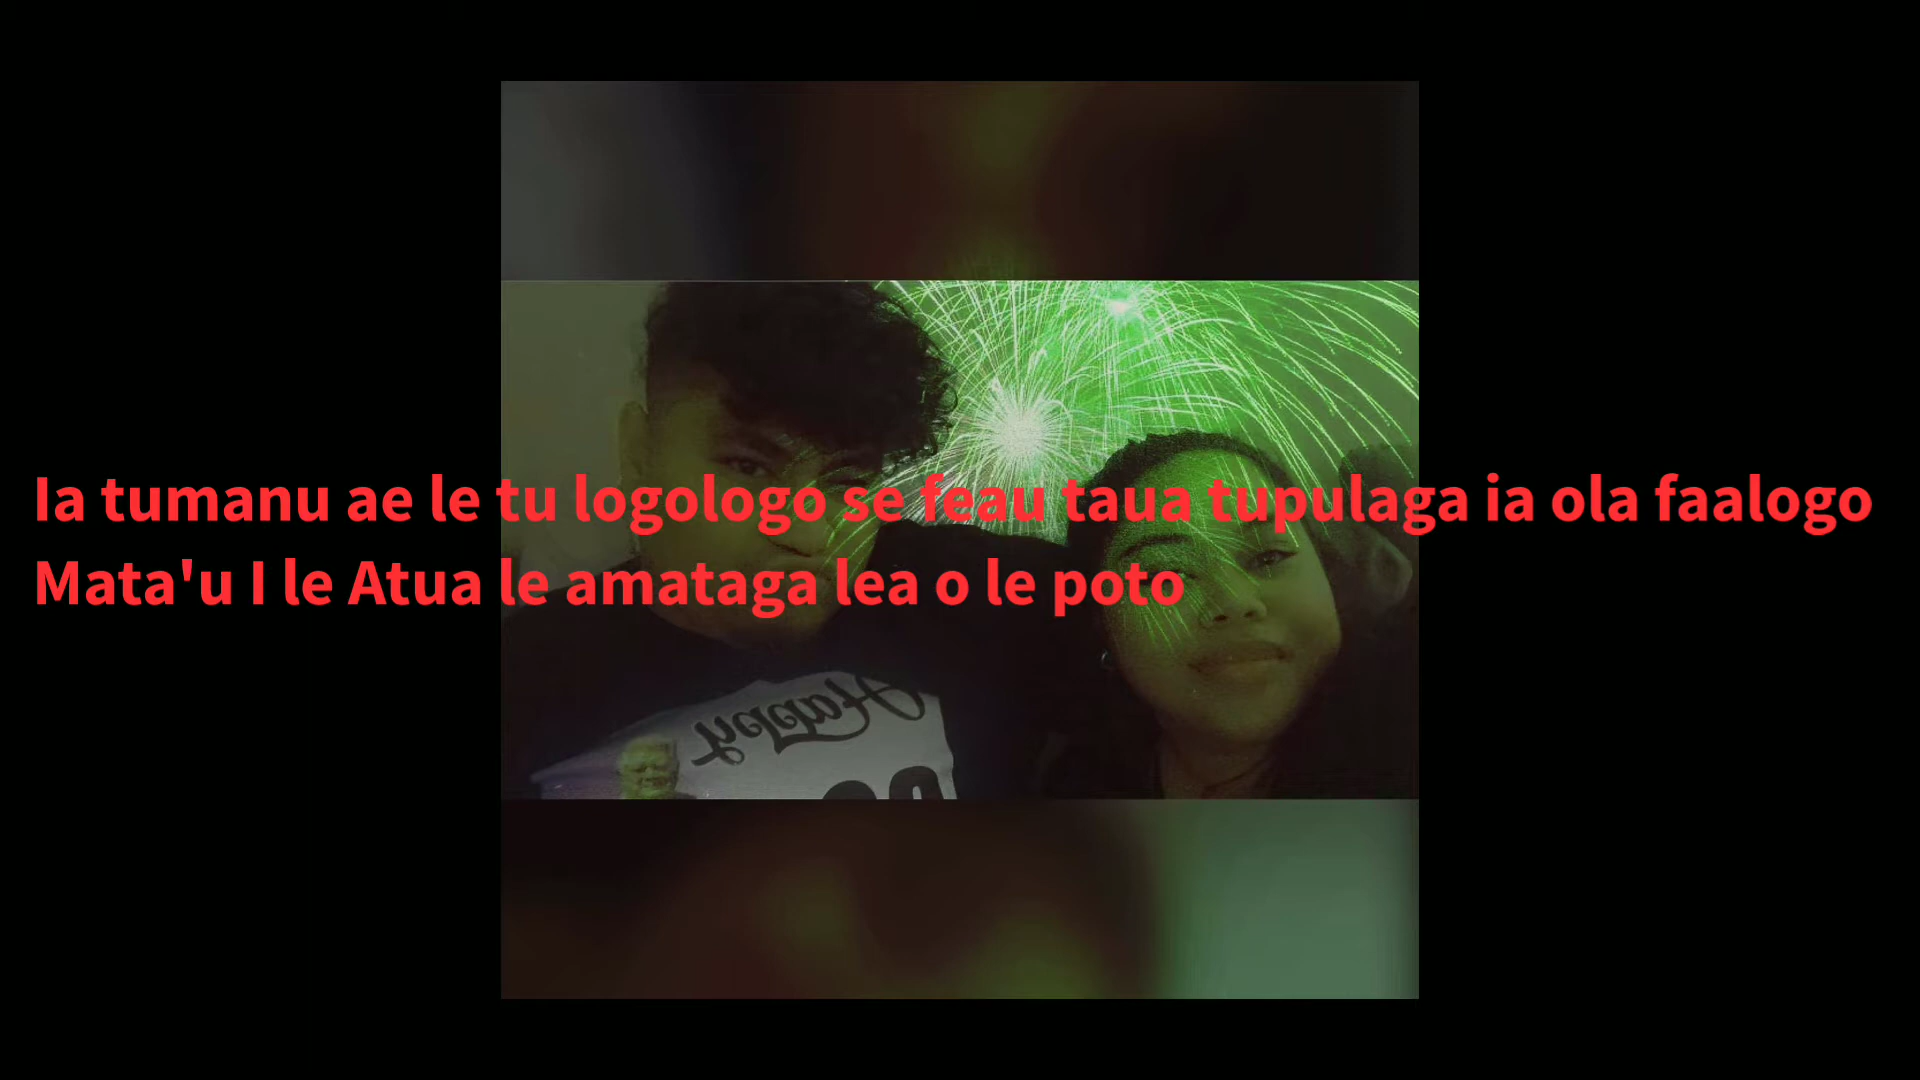 Ia tumanu ae le tu logologo se feau taua tupulaga ia ola faalogo
Mata'u I le Atua le amataga lea o le poto